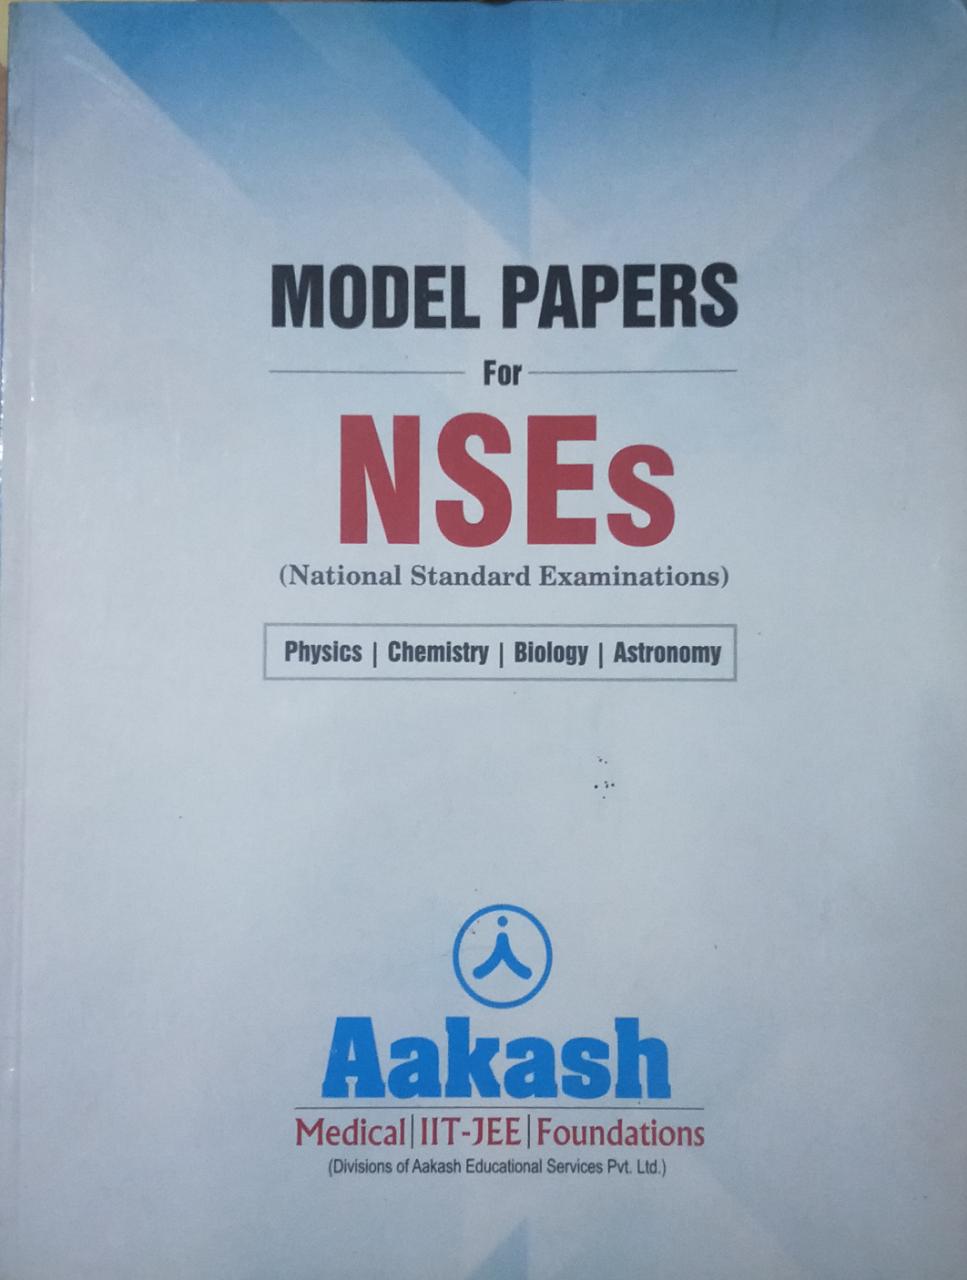 MODEL PAPERS
For
NSEs
(National Standard Examinations)
Physics | Chemistry | Biology | Astronomy
Aakash
Medical|IIT-JEE|Foundations
(Divisions of Aakash Educational Services Pvt. Ltd.)